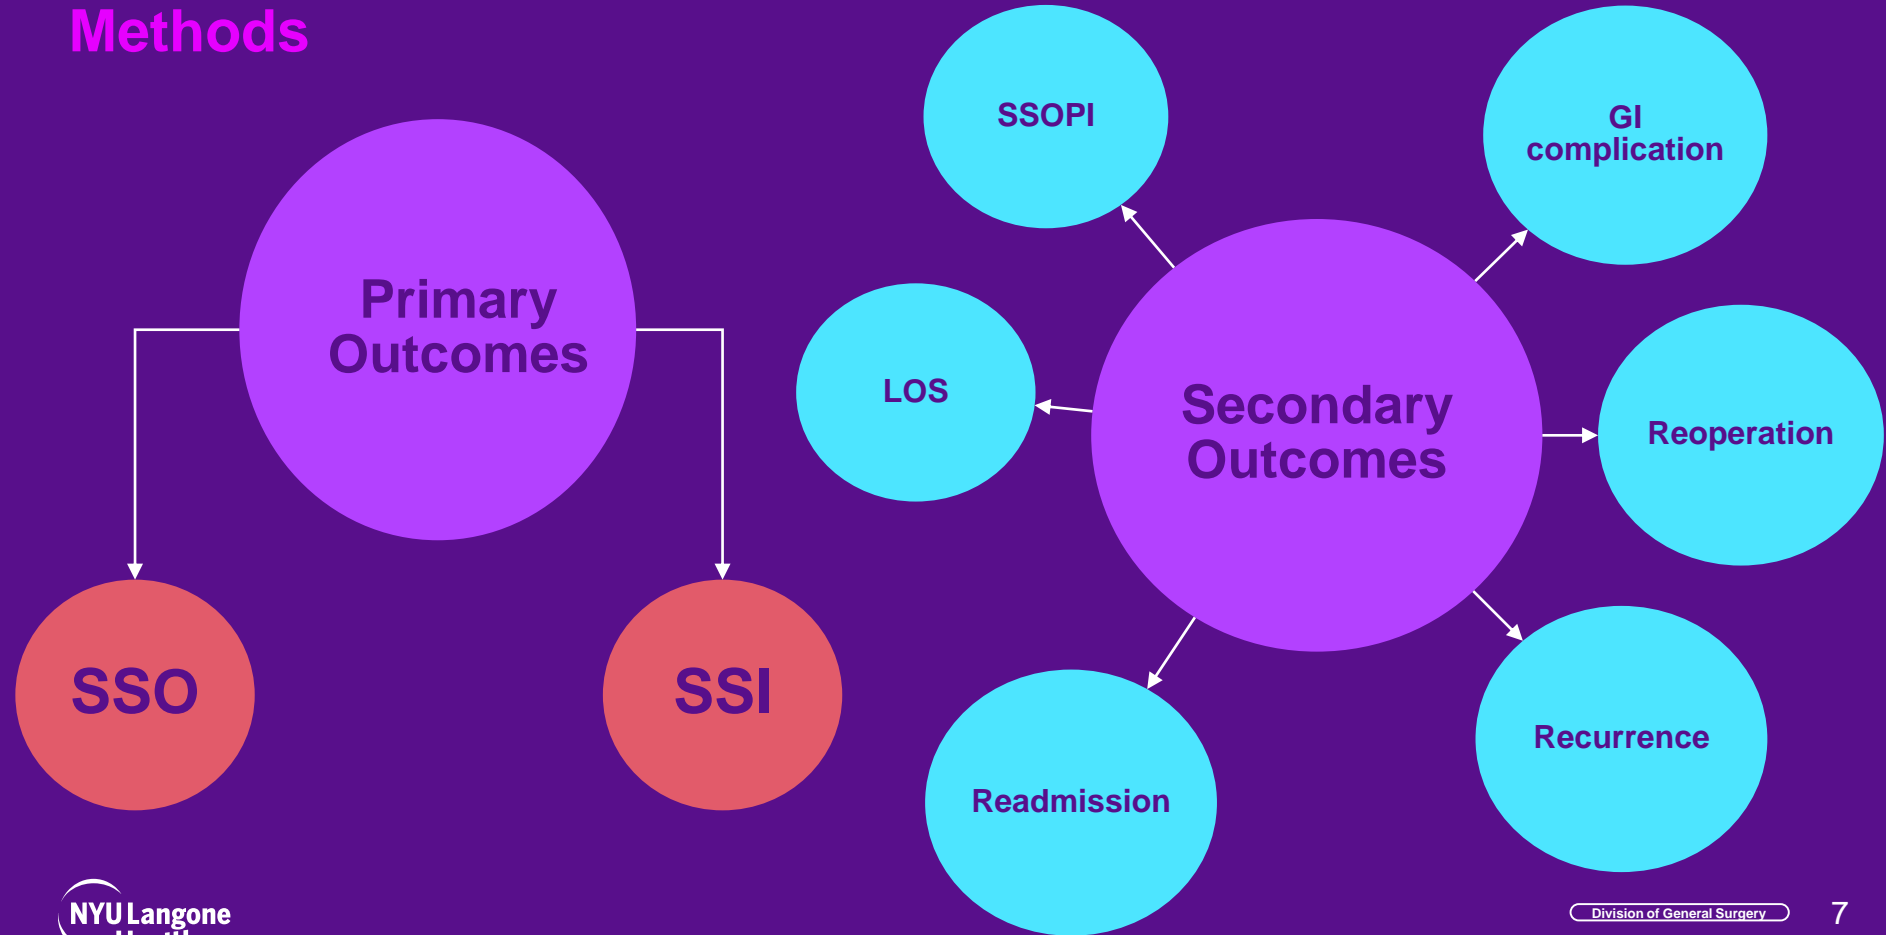 Methods
Primary
Outcomes
SSO
SSI
SSOPI
GI
complication
LOS
Secondary
Outcomes
Reoperation
Recurrence
Readmission
NYU Langone
Division of General Surgery
7